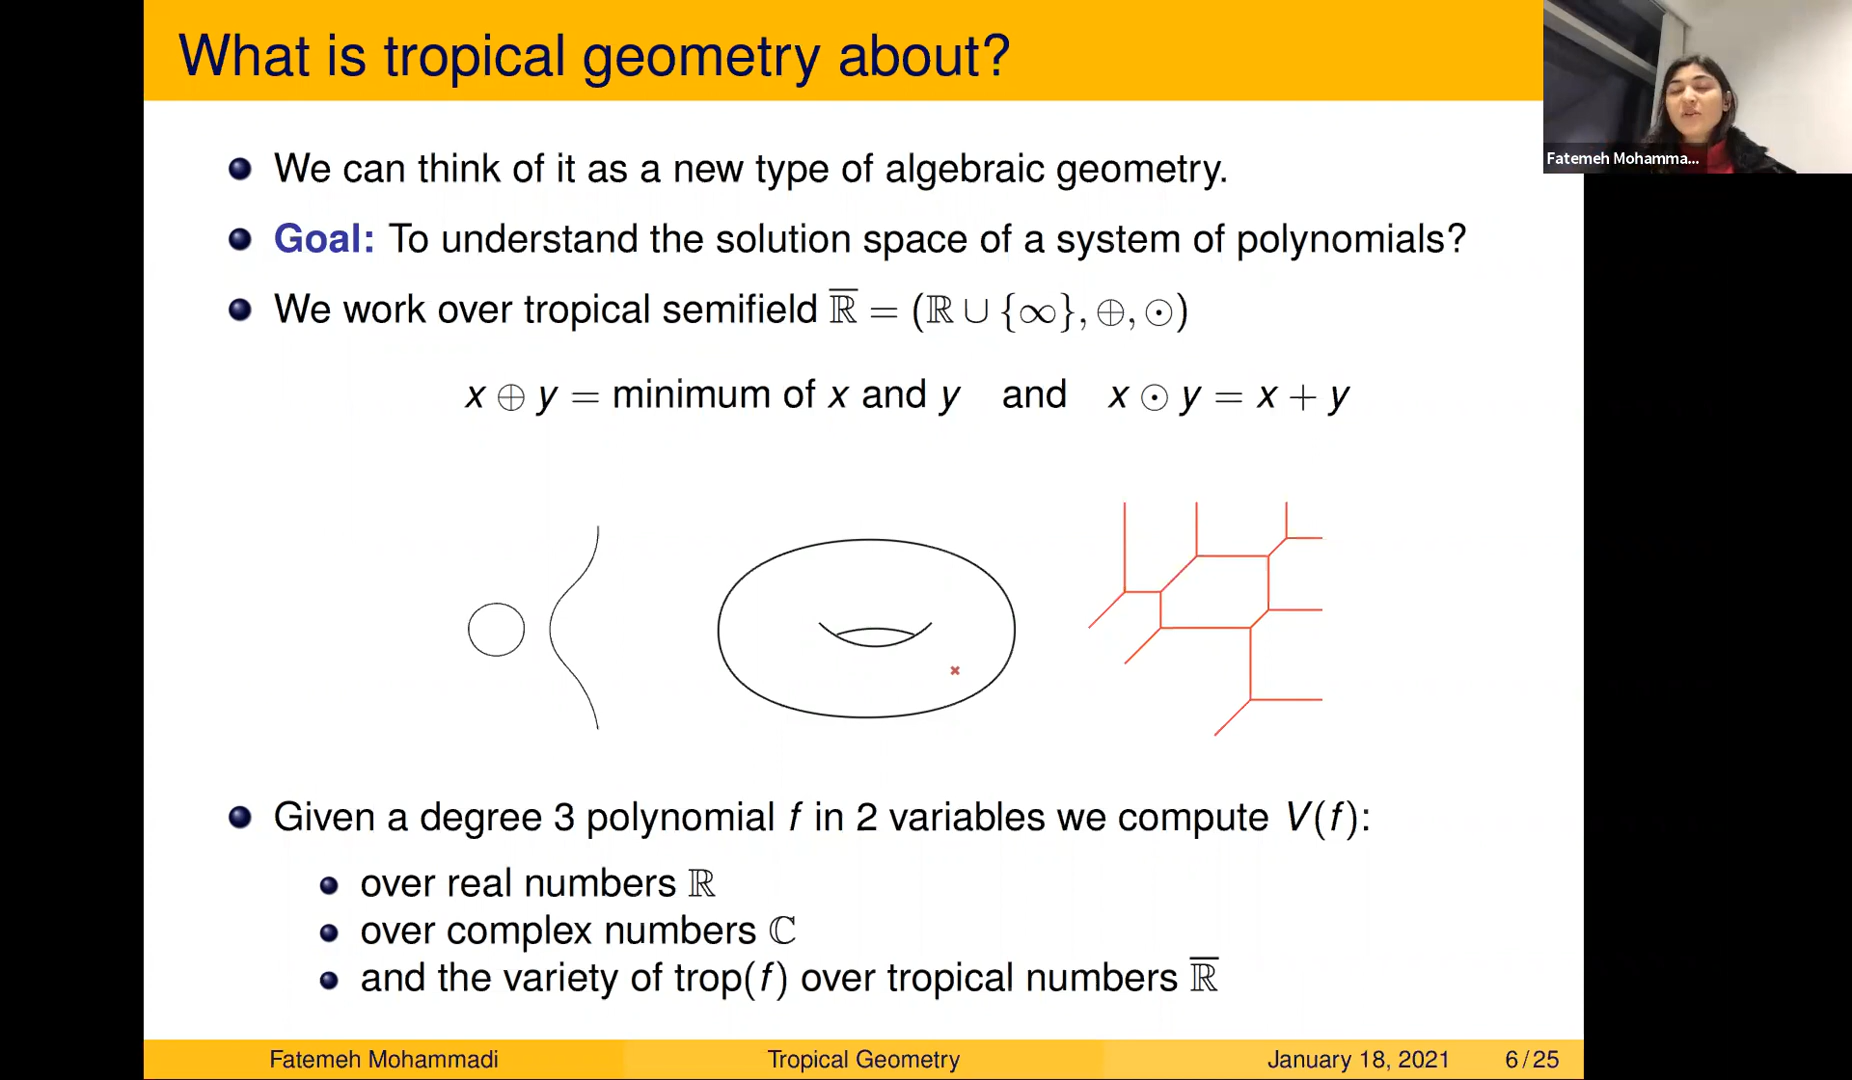 What is tropical geometry about?
Fatemeh Mohamma...
We can think of it as a new type of algebraic geometry.
Goal: To understand the solution space of a system of polynomials?
We work over tropical semifield ℝ̅ = (ℝ ∪ {∞}, ⊕, ⊙)
x ⊕ y = minimum of x and y and x ⊙ y = x + y
Given a degree 3 polynomial f in 2 variables we compute V(f):
over real numbers ℝ
over complex numbers ℂ
and the variety of trop(f) over tropical numbers ℝ̅
Fatemeh Mohammadi Tropical Geometry January 18, 2021 6 / 25